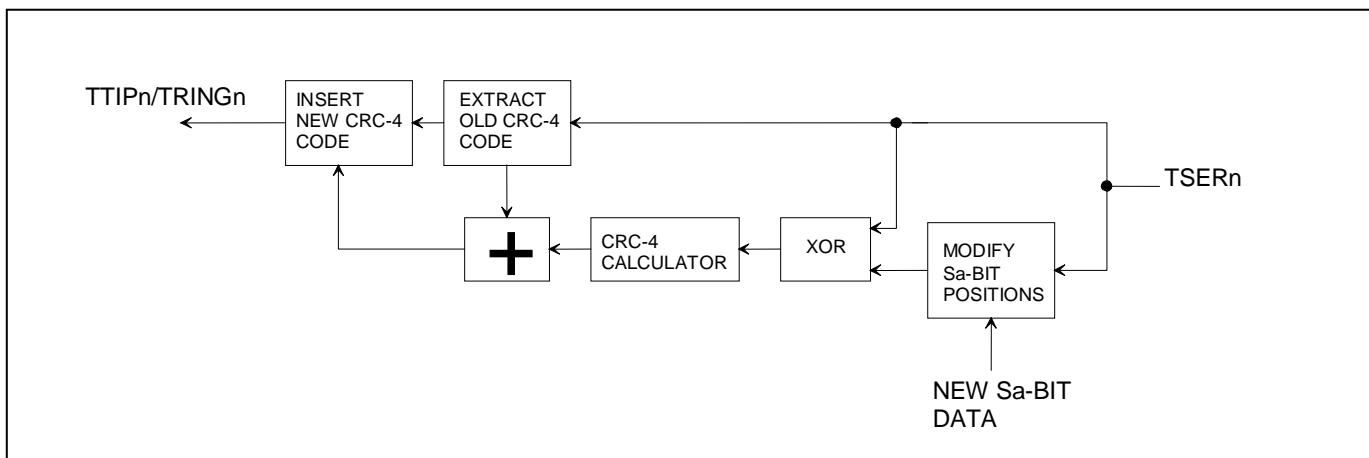 TTIPn/TRINGn
INSERT
NEW CRC-4
CODE
EXTRACT
OLD CRC-4
CODE
TSERn
+
CRC-4
CALCULATOR
XOR
MODIFY
Sa-BIT
POSITIONS
NEW Sa-BIT
DATA